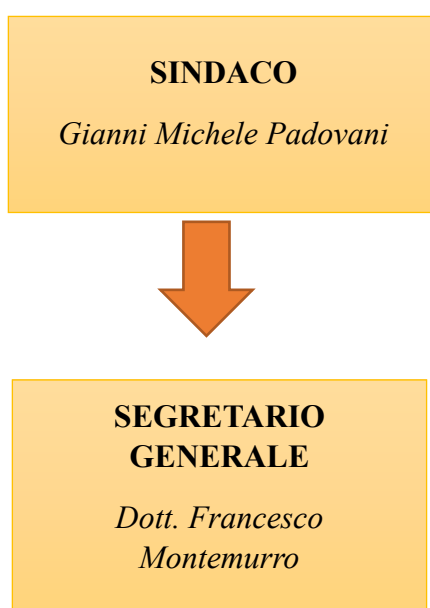 SINDACO
Gianni Michele Padovani
SEGRETARIO
GENERALE
Dott. Francesco
Montemurro